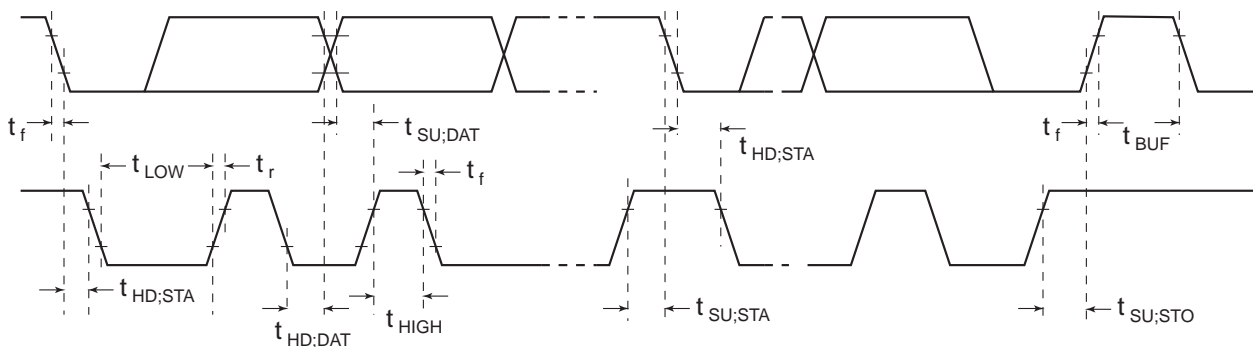 t f
t SU;DAT
t HD;STA
t f
t BUF
t LOW
t r
t f
t HD;STA
t HD;DAT
t HIGH
t SU;STA
t SU;STO